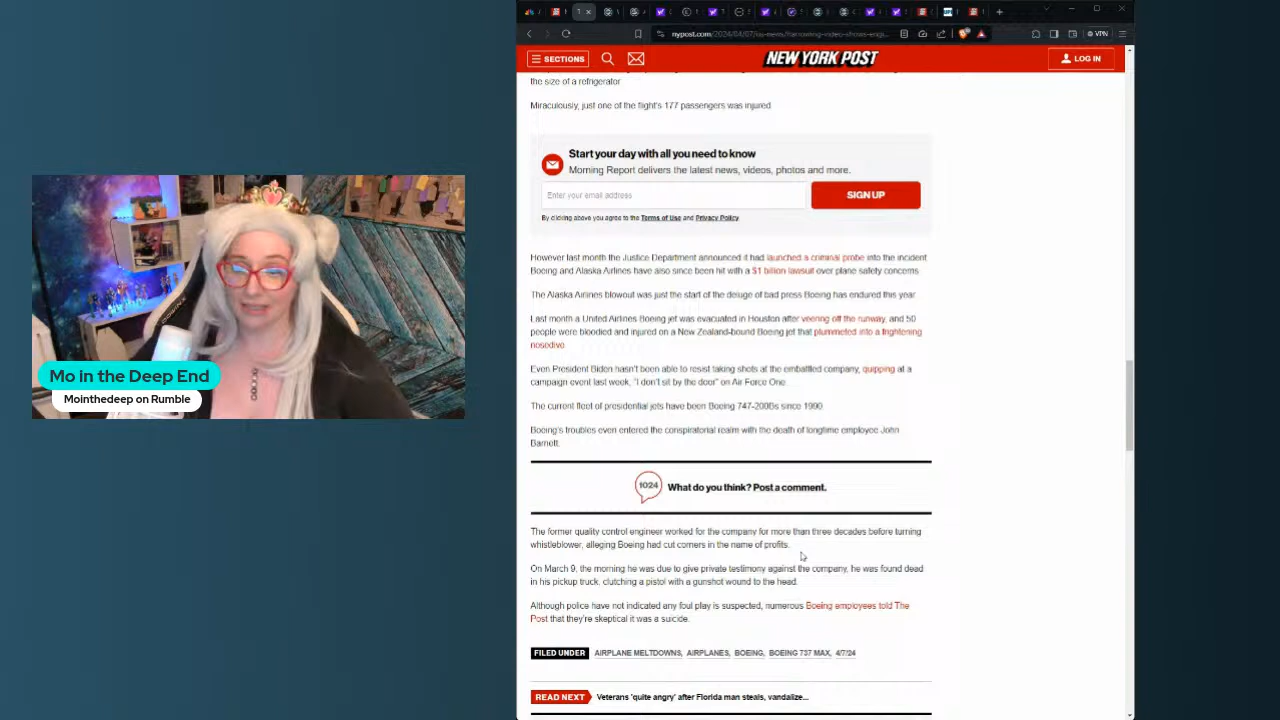 nypost.com/2024/04/07/us-news/harrowing-video-shows-engi...
VPN
SECTIONS
NEW YORK POST
LOG IN
the size of a refrigerator
Miraculously, just one of the flight's 177 passengers was injured
Start your day with all you need to know
Morning Report delivers the latest news, videos, photos and more.
Enter your email address
SIGN UP
By clicking above you agree to the Terms of Use and Privacy Policy.
However last month the Justice Department announced it had launched a criminal probe into the incident
Boeing and Alaska Airlines have also since been hit with a $1 billion lawsuit over plane safety concerns
The Alaska Airlines blowout was just the start of the deluge of bad press Boeing has endured this year
Last month a United Airlines Boeing jet was evacuated in Houston after veering off the runway, and 50
people were bloodied and injured on a New Zealand-bound Boeing jet that plummeted into a frightening
nosedive
Even President Biden hasn't been able to resist taking shots at the embattled company, quipping at a
campaign event last week, "I don't sit by the door" on Air Force One
The current fleet of presidential jets have been Boeing 747-200Bs since 1990
Boeing's troubles even entered the conspiratorial realm with the death of longtime employee John
Barnett.
1024
What do you think? Post a comment.
The former quality control engineer worked for the company for more than three decades before turning
whistleblower, alleging Boeing had cut corners in the name of profits.
On March 9, the morning he was due to give private testimony against the company, he was found dead
in his pickup truck, clutching a pistol with a gunshot wound to the head.
Although police have not indicated any foul play is suspected, numerous Boeing employees told The
Post that they're skeptical it was a suicide.
FILED UNDER AIRPLANE MELTDOWNS, AIRPLANES, BOEING, BOEING 737 MAX, 4/7/24
READ NEXT Veterans 'quite angry' after Florida man steals, vandalize...
Mo in the Deep End
Mointhedeep on Rumble